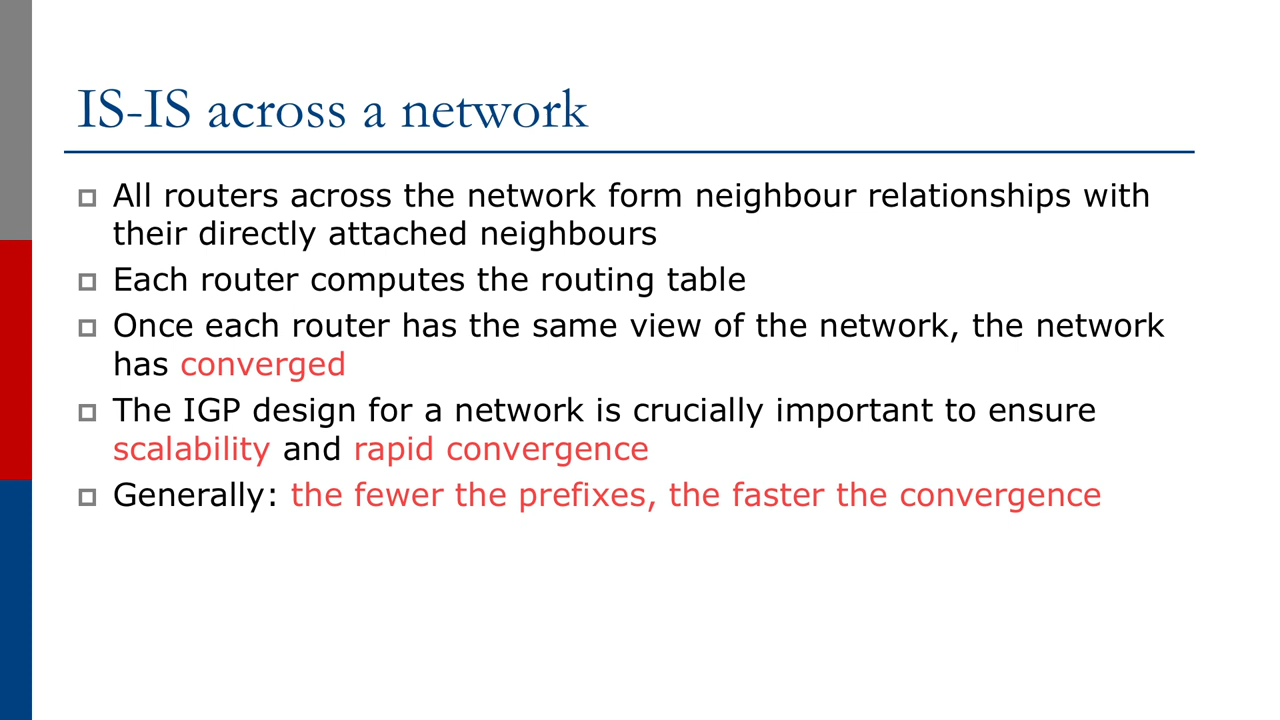 IS-IS across a network
All routers across the network form neighbour relationships with
their directly attached neighbours
Each router computes the routing table
Once each router has the same view of the network, the network
has converged
The IGP design for a network is crucially important to ensure
scalability and rapid convergence
Generally: the fewer the prefixes, the faster the convergence